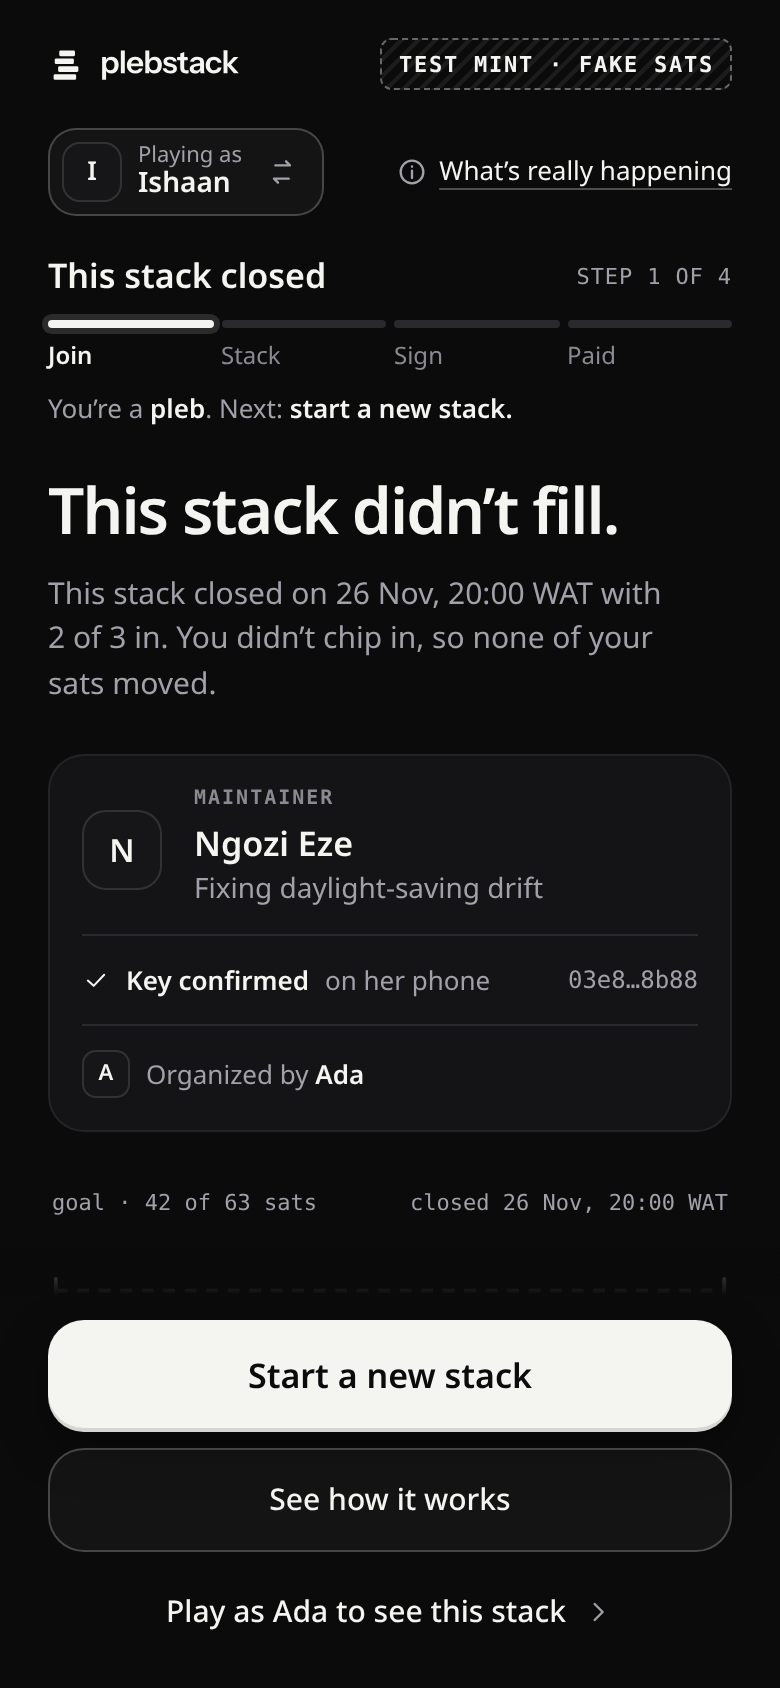 plebstack
TEST MINT · FAKE SATS
I
Playing as
Ishaan
What’s really happening
This stack closed
STEP 1 OF 4
Join
Stack
Sign
Paid
You’re a pleb. Next: start a new stack.
This stack didn’t fill.
This stack closed on 26 Nov, 20:00 WAT with
2 of 3 in. You didn’t chip in, so none of your
sats moved.
MAINTAINER
N
Ngozi Eze
Fixing daylight-saving drift
Key confirmed on her phone
03e8…8b88
A
Organized by Ada
goal · 42 of 63 sats
closed 26 Nov, 20:00 WAT
Start a new stack
See how it works
Play as Ada to see this stack